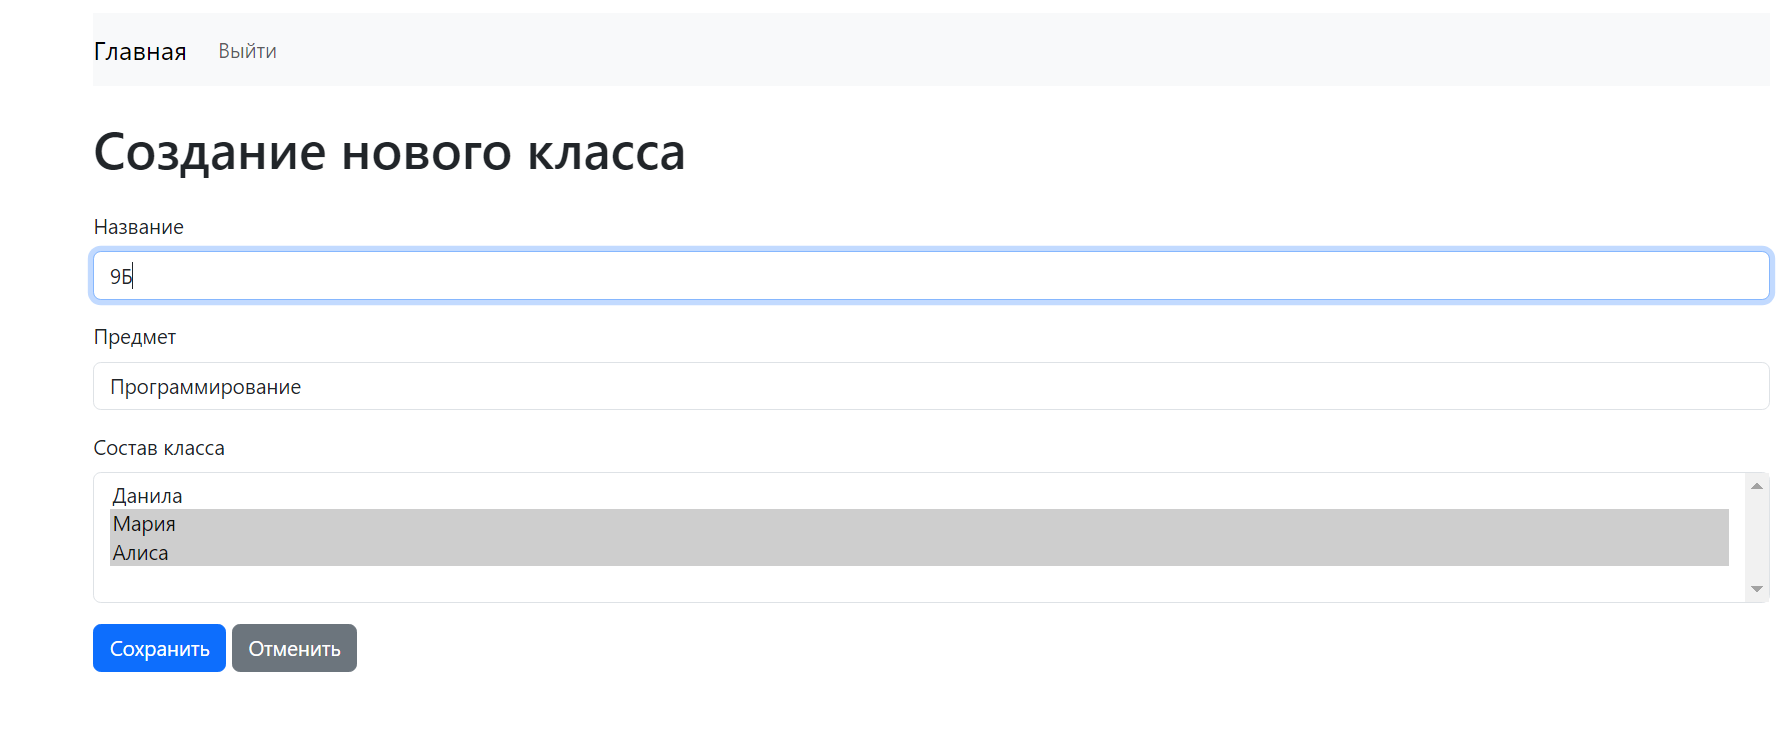 Главная Выйти
Создание нового класса
Название
9Б
Предмет
Программирование
Состав класса
Данила
Мария
Алиса
Сохранить Отменить